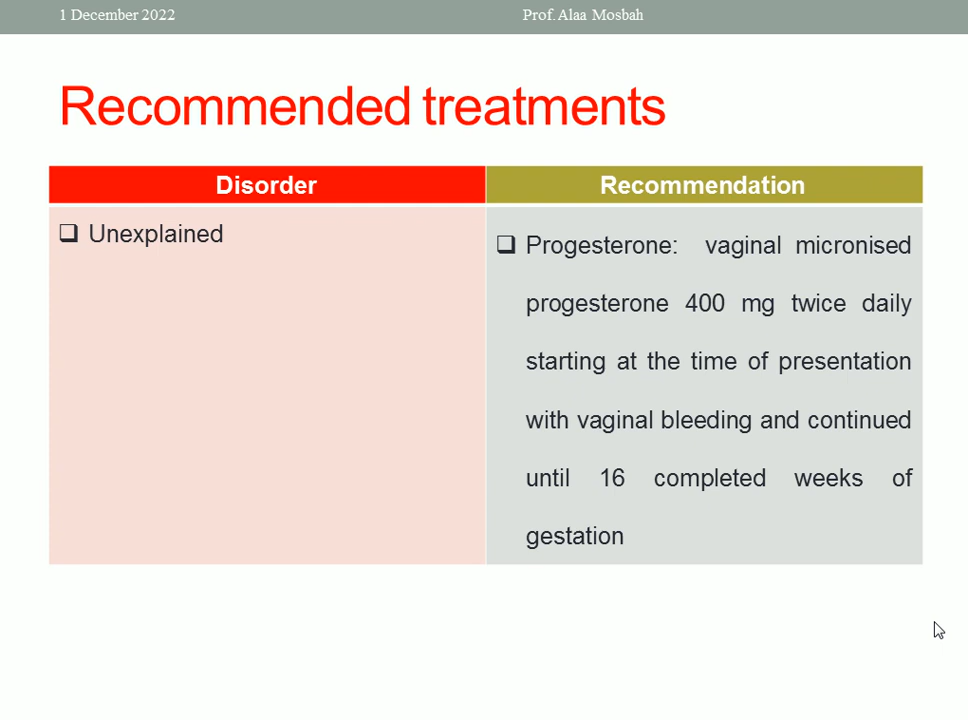 1 December 2022
Prof. Alaa Mosbah
Recommended treatments
Disorder
Recommendation
Unexplained
Progesterone: vaginal micronised
progesterone 400 mg twice daily
starting at the time of presentation
with vaginal bleeding and continued
until 16 completed weeks of
gestation